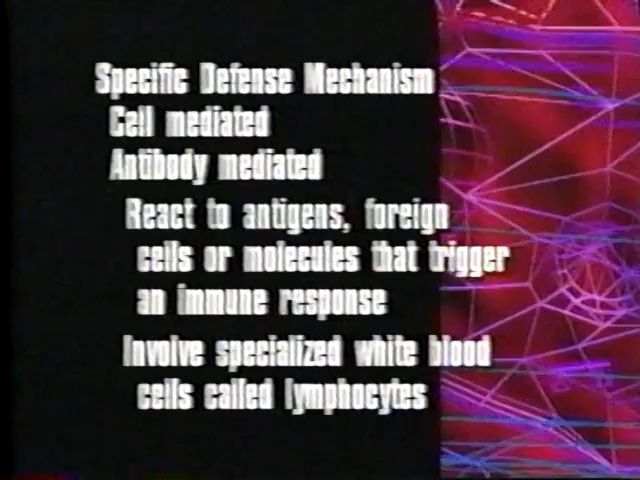 Specific Defense Mechanism
Cell mediated
Antibody mediated
React to antigens, foreign
cells or molecules that trigger
an immune response
Involve specialized white blood
cells called lymphocytes